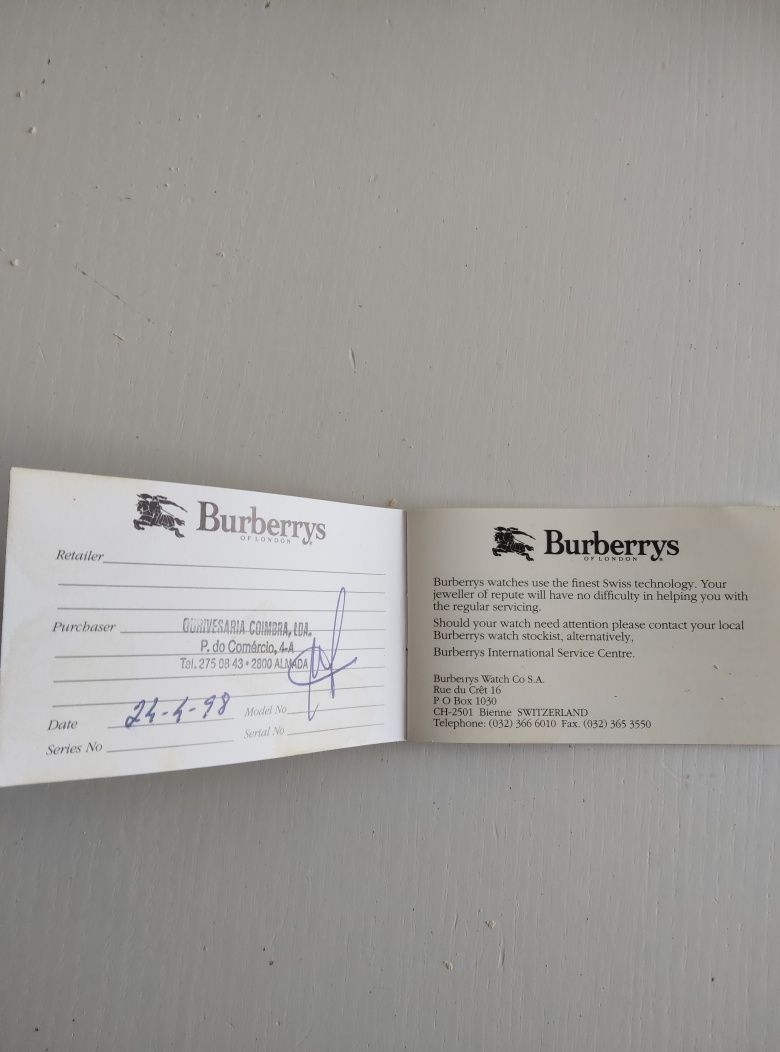 Burberrys
OF LONDON
Retailer
Purchaser
OURIVESARIA COIMBRA, LDA.
P. do Comércio, 4-A
Tel. 275 08 43 • 2800 ALMADA
Date 24-4-98
Model No
Series No
Serial No
Burberrys
OF LONDON
Burberrys watches use the finest Swiss technology. Your
jeweller of repute will have no difficulty in helping you with
the regular servicing.
Should your watch need attention please contact your local
Burberrys watch stockist, alternatively,
Burberrys International Service Centre.
Burberrys Watch Co S.A.
Rue du Crêt 16
P O Box 1030
CH-2501 Bienne SWITZERLAND
Telephone: (032) 366 6010 Fax. (032) 365 3550